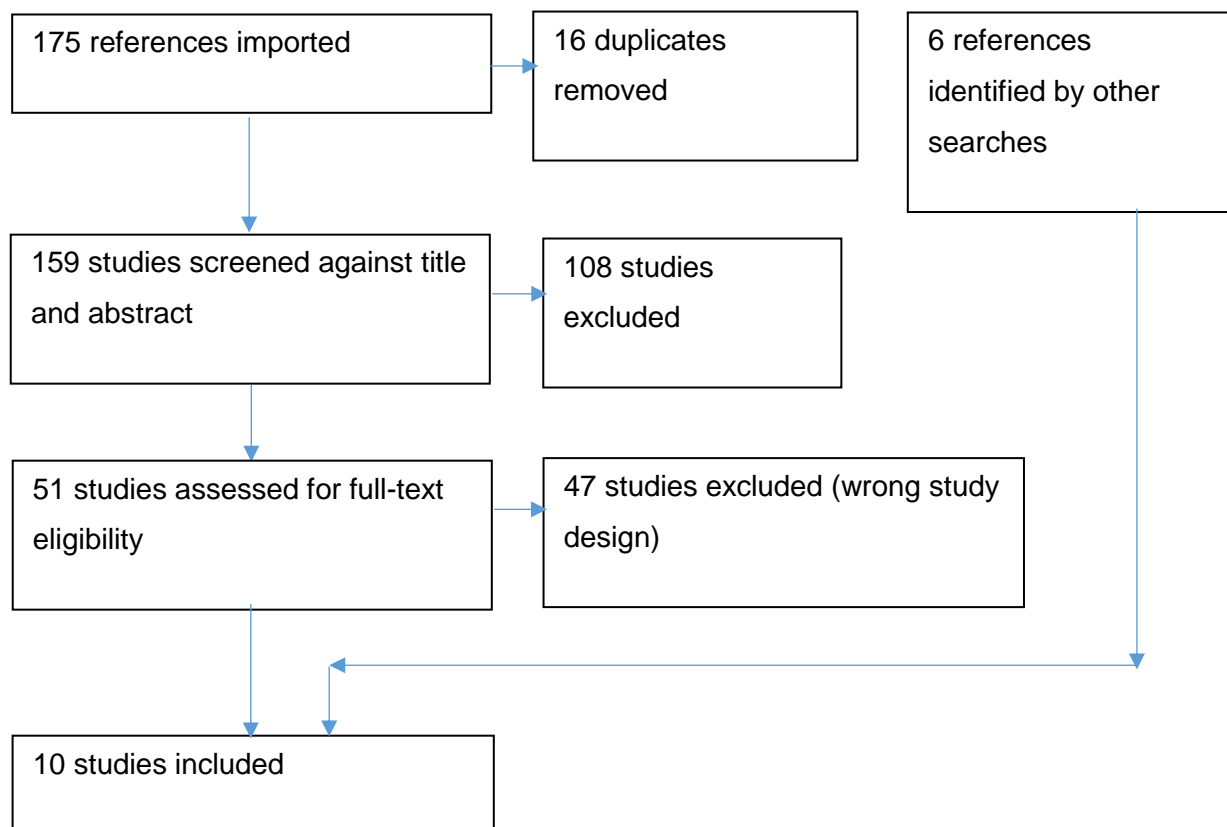 175 references imported
16 duplicates
removed
6 references
identified by other
searches
159 studies screened against title
and abstract
108 studies
excluded
51 studies assessed for full-text
eligibility
47 studies excluded (wrong study
design)
10 studies included